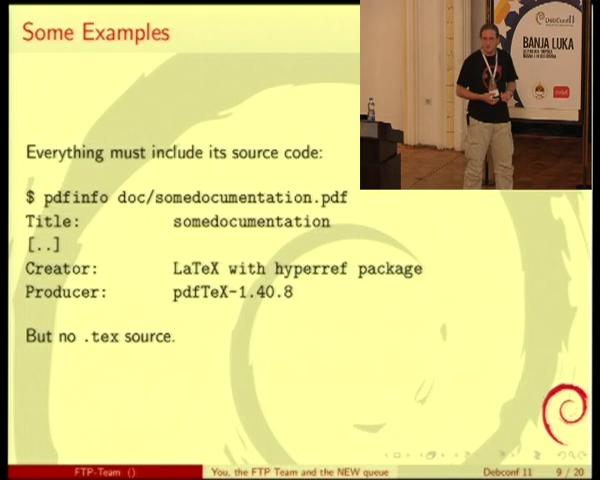 Some Examples
DebConf11
BANJA LUKA
Everything must include its source code:
$ pdfinfo doc/somedocumentation.pdf
Title: somedocumentation
[..]
Creator: LaTeX with hyperref package
Producer: pdfTeX-1.40.8
But no .tex source.
FTP-Team ()
You, the FTP Team and the NEW queue
Debconf 11
9 / 20